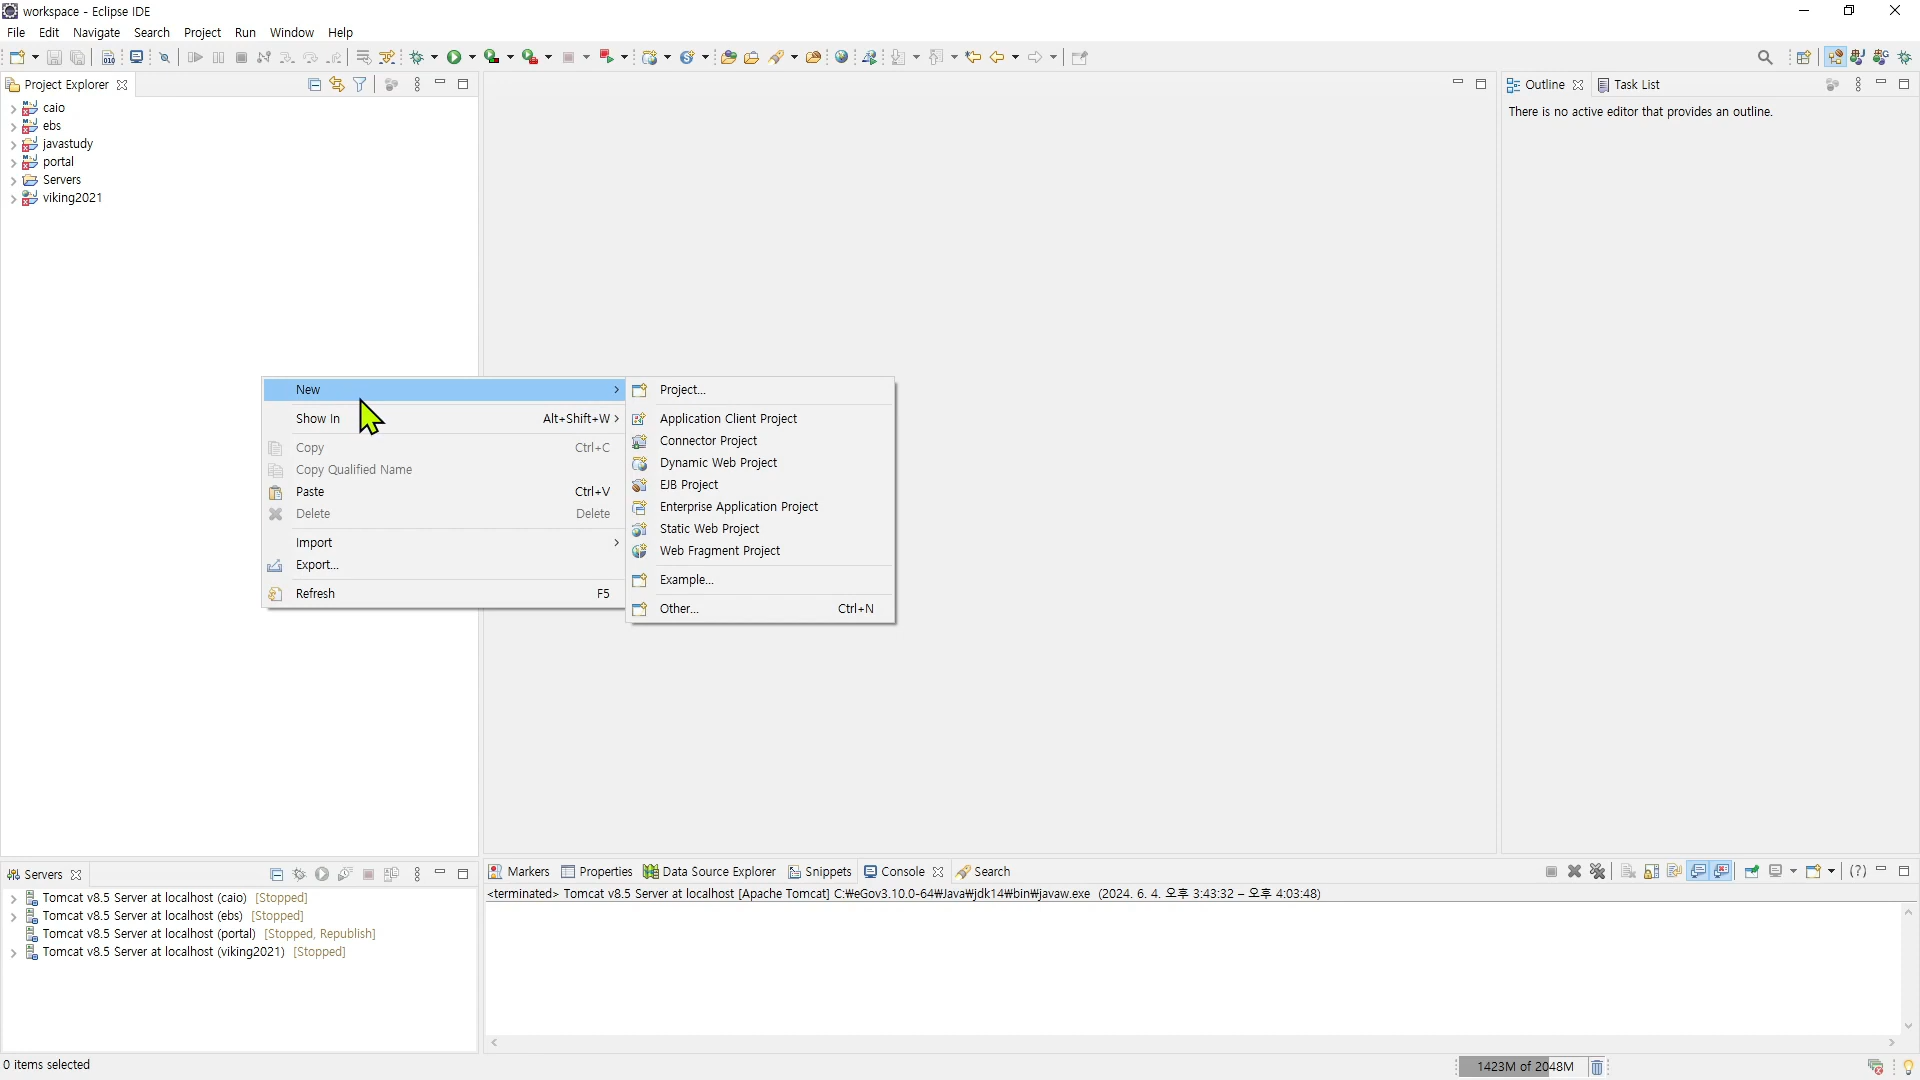 workspace - Eclipse IDE
File Edit Navigate Search Project Run Window Help
Project Explorer
Outline Task List
caio
ebs
javastudy
portal
Servers
viking2021
There is no active editor that provides an outline.
New
Show In Alt+Shift+W
Copy Ctrl+C
Copy Qualified Name
Paste Ctrl+V
Delete Delete
Import
Export...
Refresh F5
Project...
Application Client Project
Connector Project
Dynamic Web Project
EJB Project
Enterprise Application Project
Static Web Project
Web Fragment Project
Example...
Other... Ctrl+N
Servers
Tomcat v8.5 Server at localhost (caio) [Stopped]
Tomcat v8.5 Server at localhost (ebs) [Stopped]
Tomcat v8.5 Server at localhost (portal) [Stopped, Republish]
Tomcat v8.5 Server at localhost (viking2021) [Stopped]
Markers Properties Data Source Explorer Snippets Console Search
<terminated> Tomcat v8.5 Server at localhost [Apache Tomcat] C:₩eGov3.10.0-64₩Java₩jdk14₩bin₩javaw.exe (2024. 6. 4. 오후 3:43:32 – 오후 4:03:48)
0 items selected
1423M of 2048M